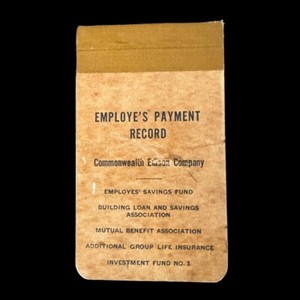 EMPLOYE'S PAYMENT
RECORD
Commonwealth Edison Company
EMPLOYES' SAVINGS FUND
BUILDING LOAN AND SAVINGS
ASSOCIATION
MUTUAL BENEFIT ASSOCIATION
ADDITIONAL GROUP LIFE INSURANCE
INVESTMENT FUND NO. 1